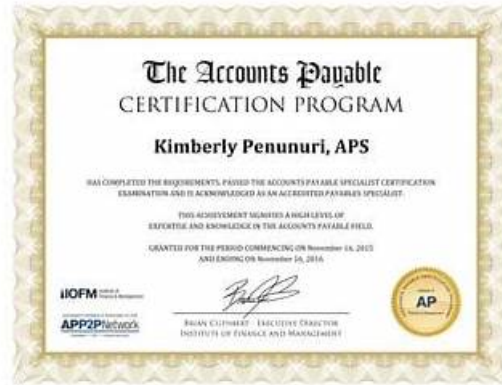 The Accounts Payable
CERTIFICATION PROGRAM
Kimberly Penunuri, APS
HAS COMPLETED THE REQUIREMENTS, PASSED THE ACCOUNTS PAYABLE SPECIALIST CERTIFICATION
EXAMINATION AND IS ACKNOWLEDGED AS AN ACCREDITED PAYABLES SPECIALIST.
THIS ACHIEVEMENT SIGNIFIES A HIGH LEVEL OF
EXPERTISE AND KNOWLEDGE IN THE ACCOUNTS PAYABLE FIELD.
GRANTED FOR THE PERIOD COMMENCING ON November 16, 2015
AND ENDING ON November 16, 2016
IOFM
APP2PNetwork
BRIAN CUTHBERT - EXECUTIVE DIRECTOR
INSTITUTE OF FINANCE AND MANAGEMENT
AP